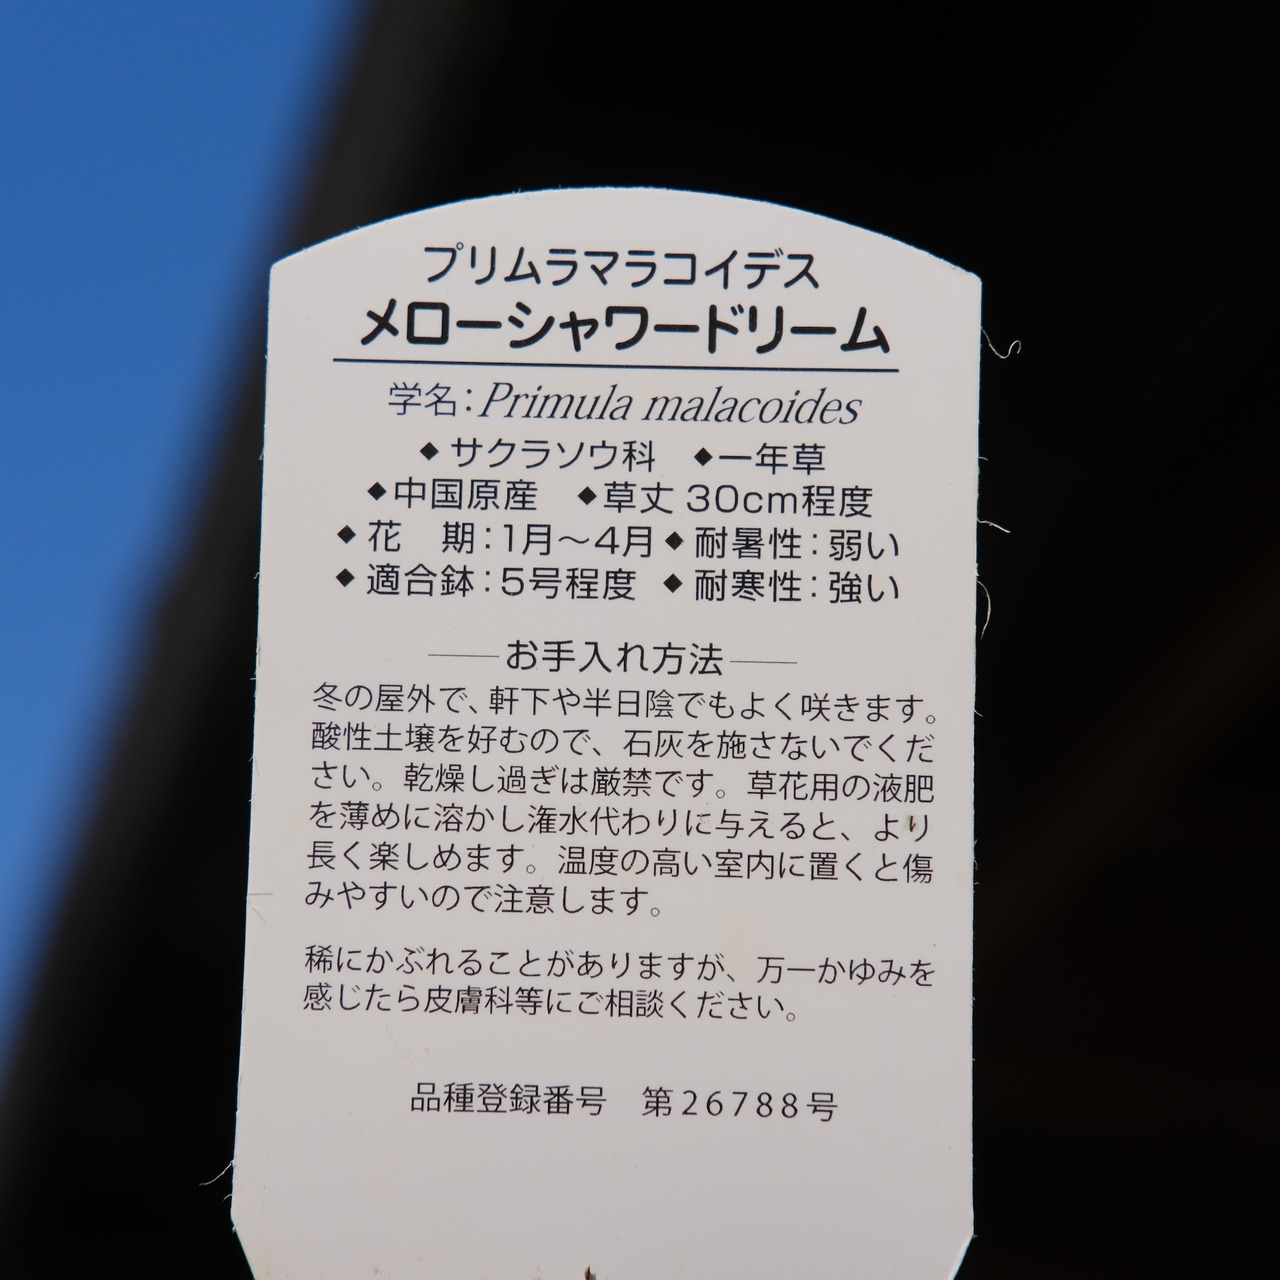 プリムラマラコイデス
メローシャワードリーム
学名：Primula malacoides
◆サクラソウ科 ◆一年草
◆中国原産 ◆草丈 30cm程度
◆花　期：1月〜4月◆耐暑性：弱い
◆適合鉢：5号程度 ◆耐寒性：強い
お手入れ方法
冬の屋外で、軒下や半日陰でもよく咲きます。
酸性土壌を好むので、石灰を施さないでくだ
さい。乾燥し過ぎは厳禁です。草花用の液肥
を薄めに溶かし潅水代わりに与えると、より
長く楽しめます。温度の高い室内に置くと傷
みやすいので注意します。
稀にかぶれることがありますが、万一かゆみを
感じたら皮膚科等にご相談ください。
品種登録番号　第26788号